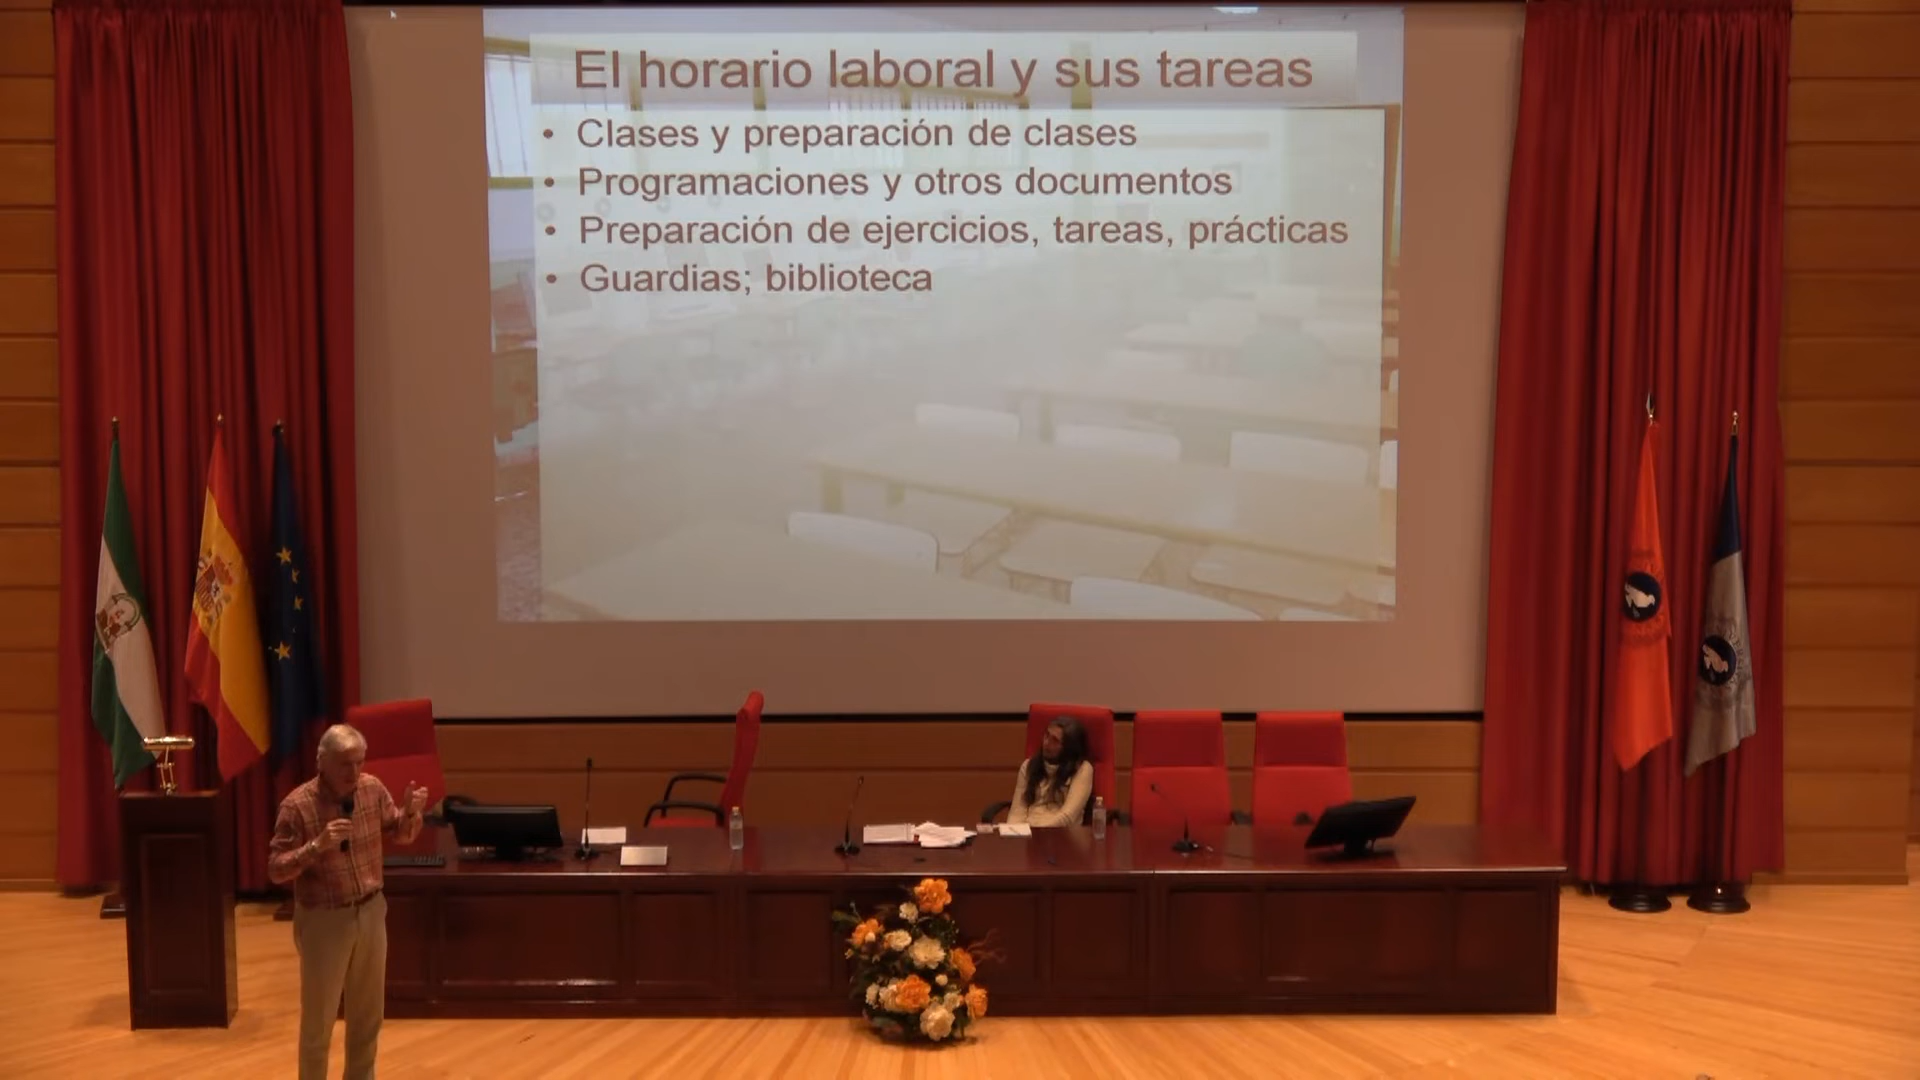 El horario laboral y sus tareas
• Clases y preparación de clases
• Programaciones y otros documentos
• Preparación de ejercicios, tareas, prácticas
• Guardias; biblioteca